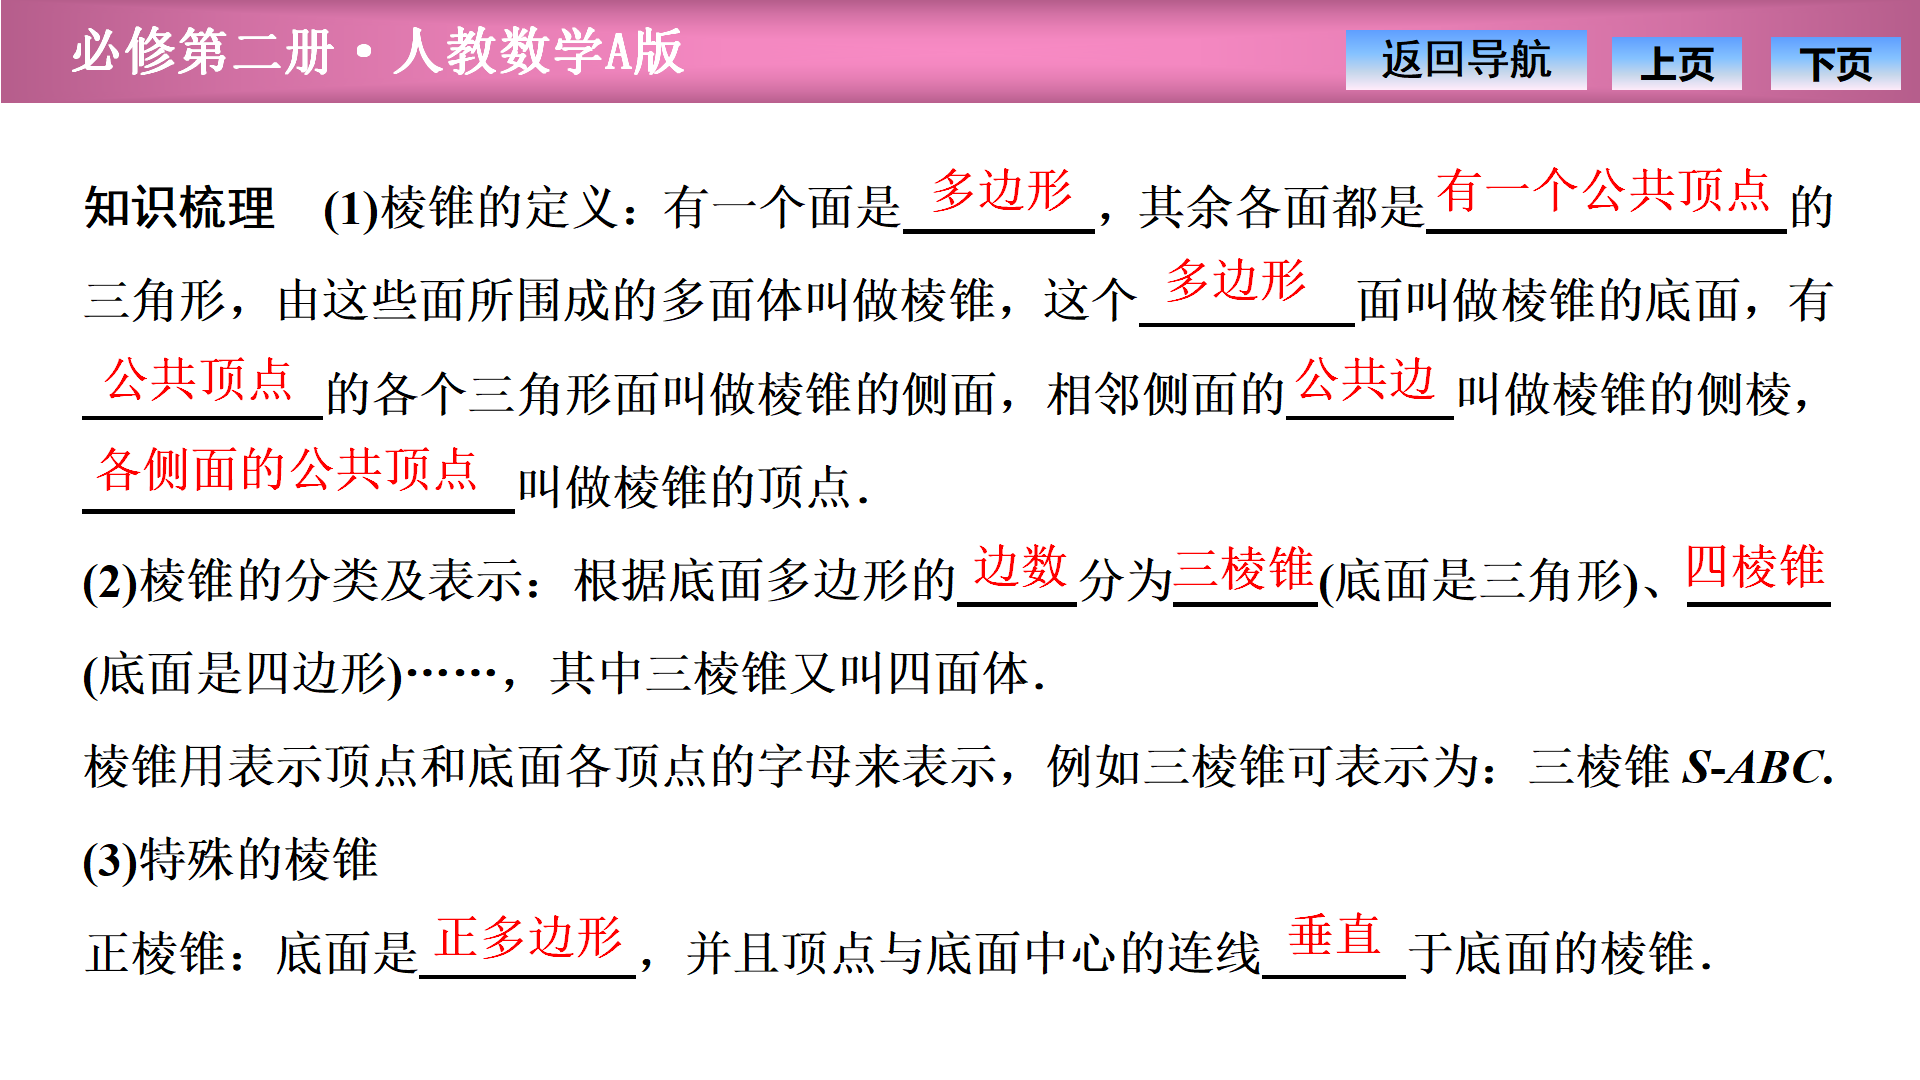 必修第二册·人教数学A版
返回导航 上页 下页
知识梳理 (1)棱锥的定义：有一个面是多边形，其余各面都是有一个公共顶点的
三角形，由这些面所围成的多面体叫做棱锥，这个多边形面叫做棱锥的底面，有
公共顶点的各个三角形面叫做棱锥的侧面，相邻侧面的公共边叫做棱锥的侧棱，
各侧面的公共顶点叫做棱锥的顶点．
(2)棱锥的分类及表示：根据底面多边形的边数分为三棱锥(底面是三角形)、四棱锥
(底面是四边形)……，其中三棱锥又叫四面体．
棱锥用表示顶点和底面各顶点的字母来表示，例如三棱锥可表示为：三棱锥 S-ABC.
(3)特殊的棱锥
正棱锥：底面是正多边形，并且顶点与底面中心的连线垂直于底面的棱锥．